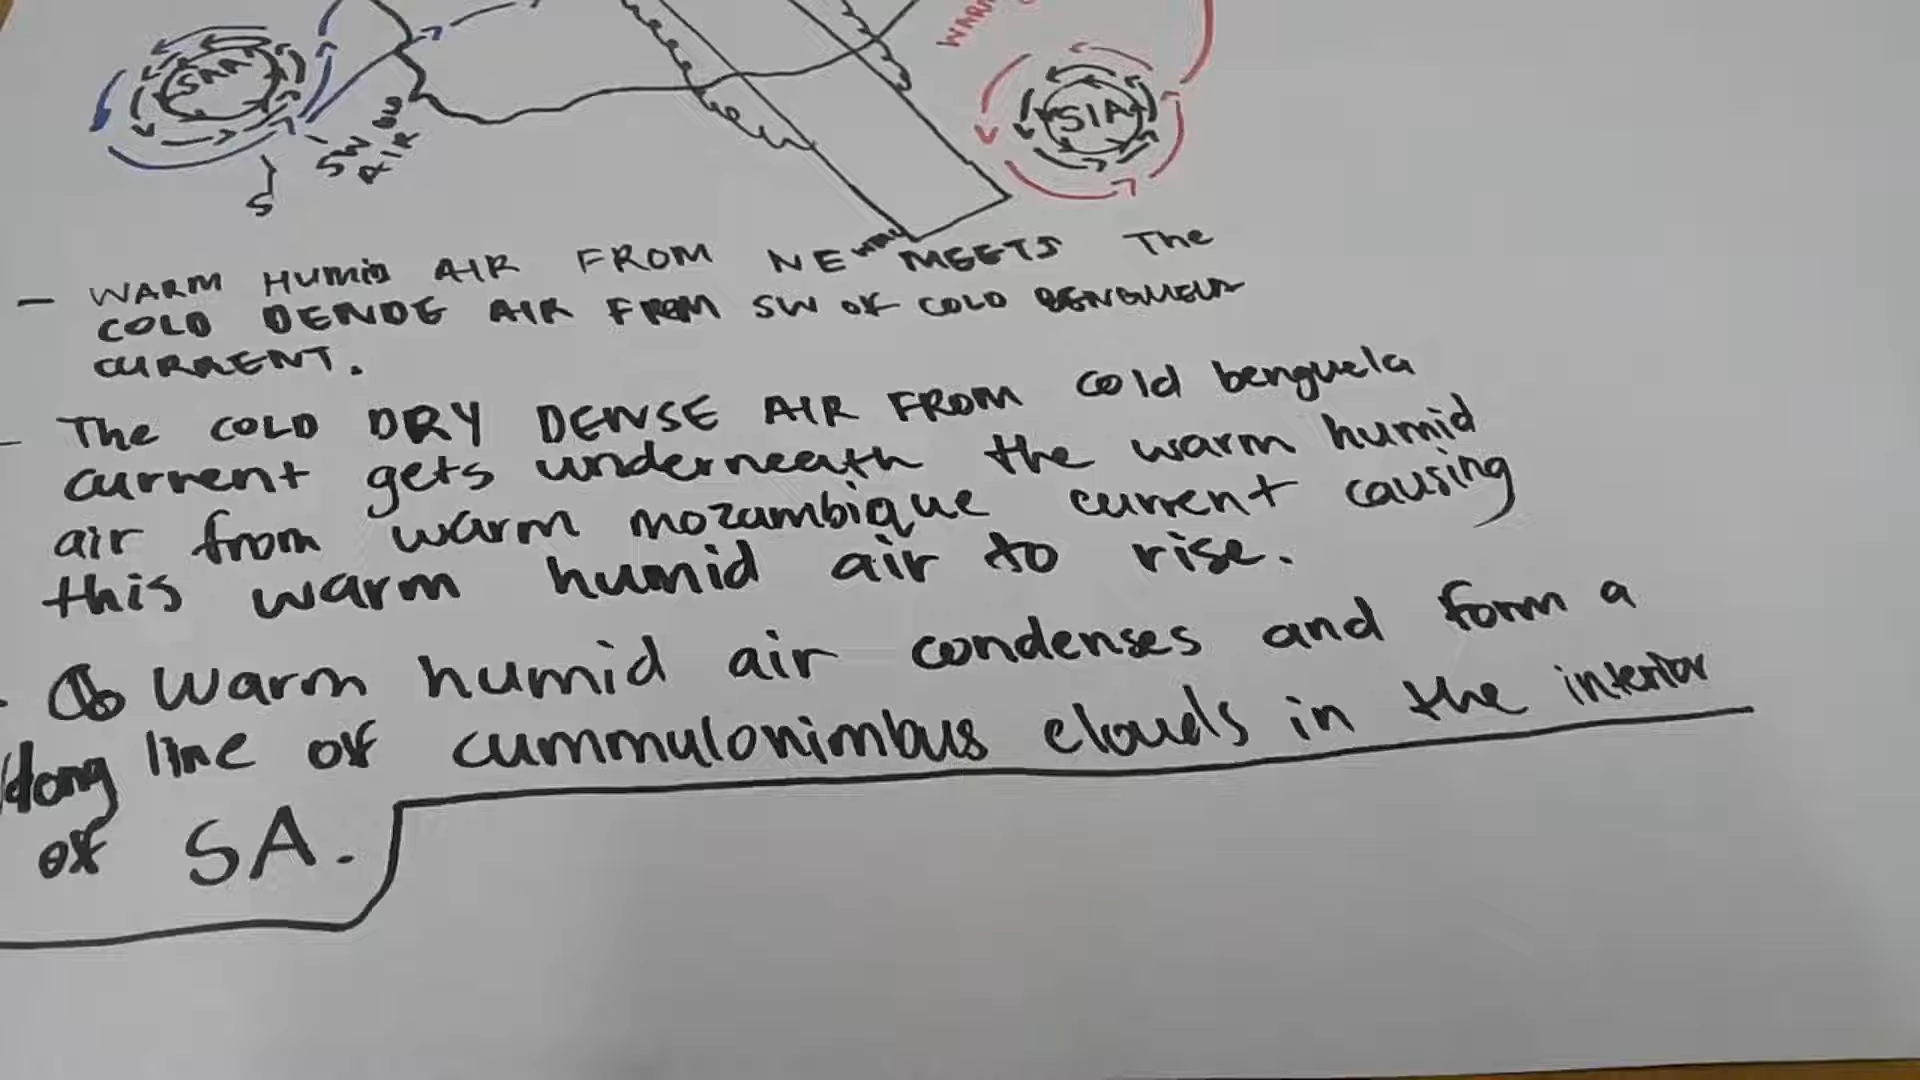 WARM
SAA
SIA
SW
AIR
S
- WARM HUMID AIR FROM NE MEETS The
COLD DENDE AIR FROM SW OF COLD BENGUELA
CURRENT.
- The COLD DRY DENSE AIR FROM cold benguela
current gets underneath the warm humid
air from warm mozambique current causing
this warm humid air to rise.
- warm humid air condenses and form a
long line of cummulonimbus clouds in the interior
of SA.